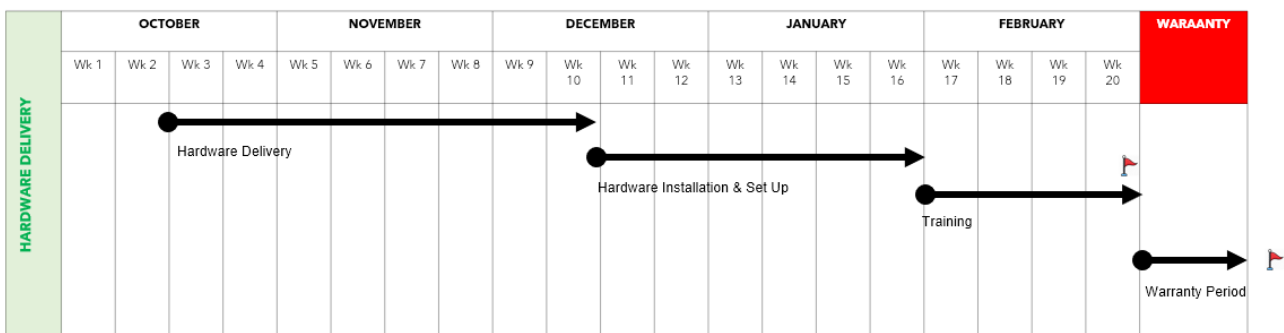 HARDWARE DELIVERY
OCTOBER NOVEMBER DECEMBER JANUARY FEBRUARY WARAANTY
Wk 1 Wk 2 Wk 3 Wk 4 Wk 5 Wk 6 Wk 7 Wk 8 Wk 9 Wk 10 Wk 11 Wk 12 Wk 13 Wk 14 Wk 15 Wk 16 Wk 17 Wk 18 Wk 19 Wk 20
Hardware Delivery
Hardware Installation & Set Up
Training
Warranty Period